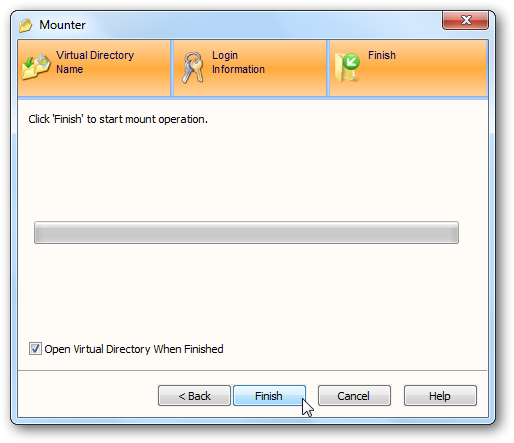 Mounter
Virtual Directory
Name
Login
Information
Finish
Click 'Finish' to start mount operation.
Open Virtual Directory When Finished
< Back
Finish
Cancel
Help